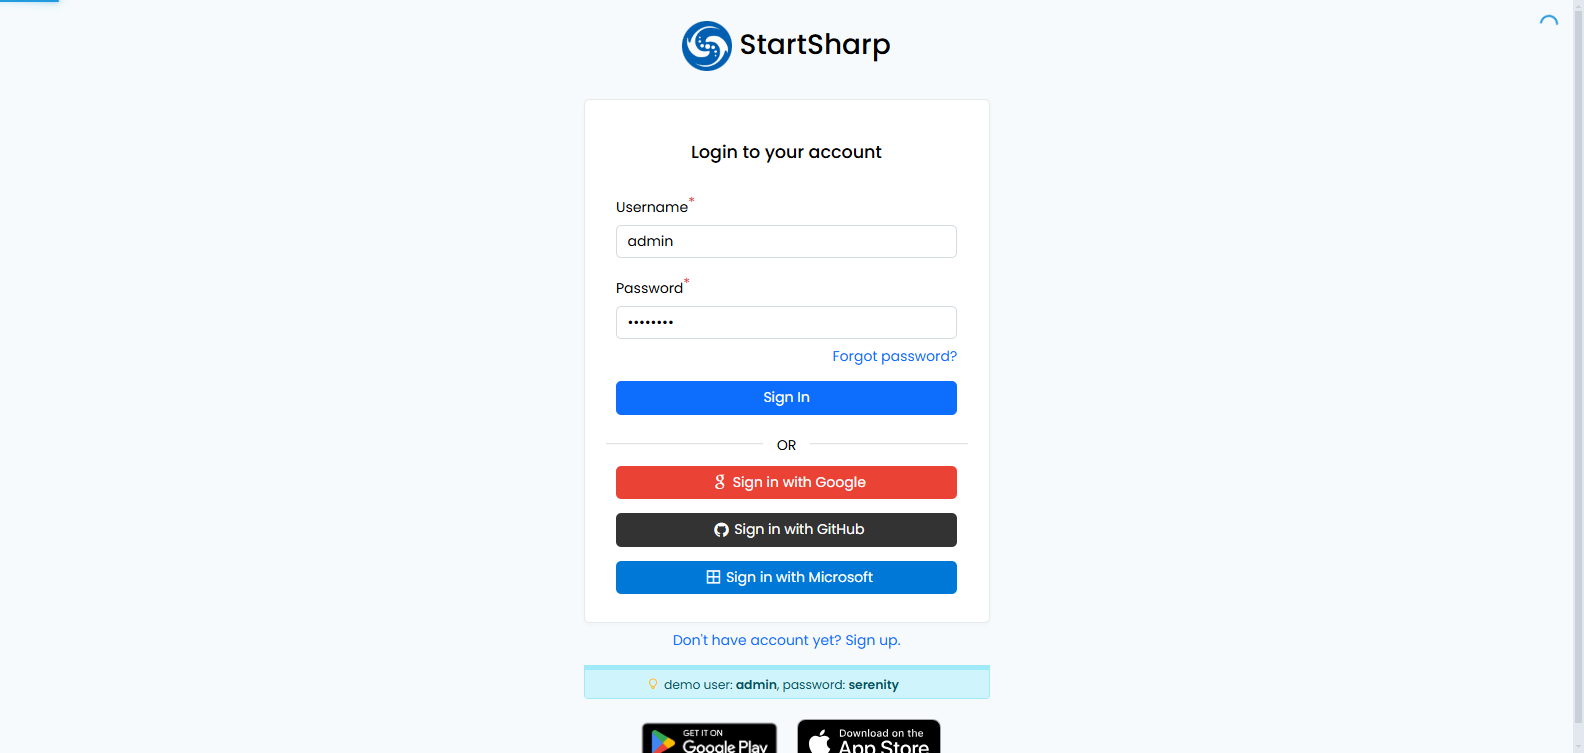 StartSharp
Login to your account
Username*
admin
Password*
••••••••
Forgot password?
Sign In
OR
Sign in with Google
Sign in with GitHub
Sign in with Microsoft
Don't have account yet? Sign up.
demo user: admin, password: serenity
GET IT ON
Google Play
Download on the
App Store